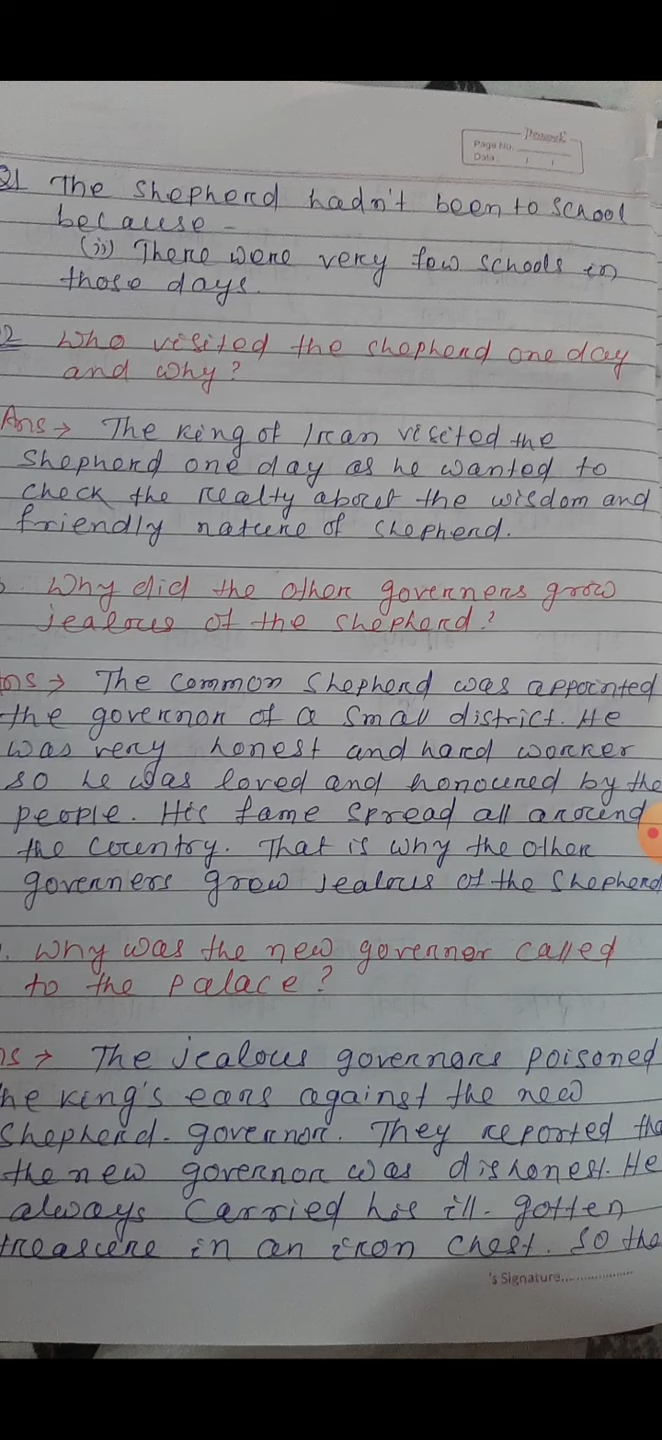 Peacock
Page No.
Date / /
Q1 The shepherd hadn't been to school
because -
(ii) There were very few schools in
those days.
2 Who visited the shepherd one day
and why?
Ans → The king of Iran visited the
shepherd one day as he wanted to
check the realty about the wisdom and
friendly nature of shepherd.
Why did the other governers grow
jealous of the shepherd?
ns → The common shepherd was appointed
the governor of a small district. He
was very honest and hard worker
so he was loved and honoured by the
people. His fame spread all around
the country. That is why the other
governers grow jealous of the shepherd
. Why was the new governor called
to the palace?
ns → The jealous governors poisoned
he king's ears against the new
shepherd-governor. They reported tha
the new governor was dishonest. He
always carried his ill-gotten
treasure in an iron chest. So the
's Signature